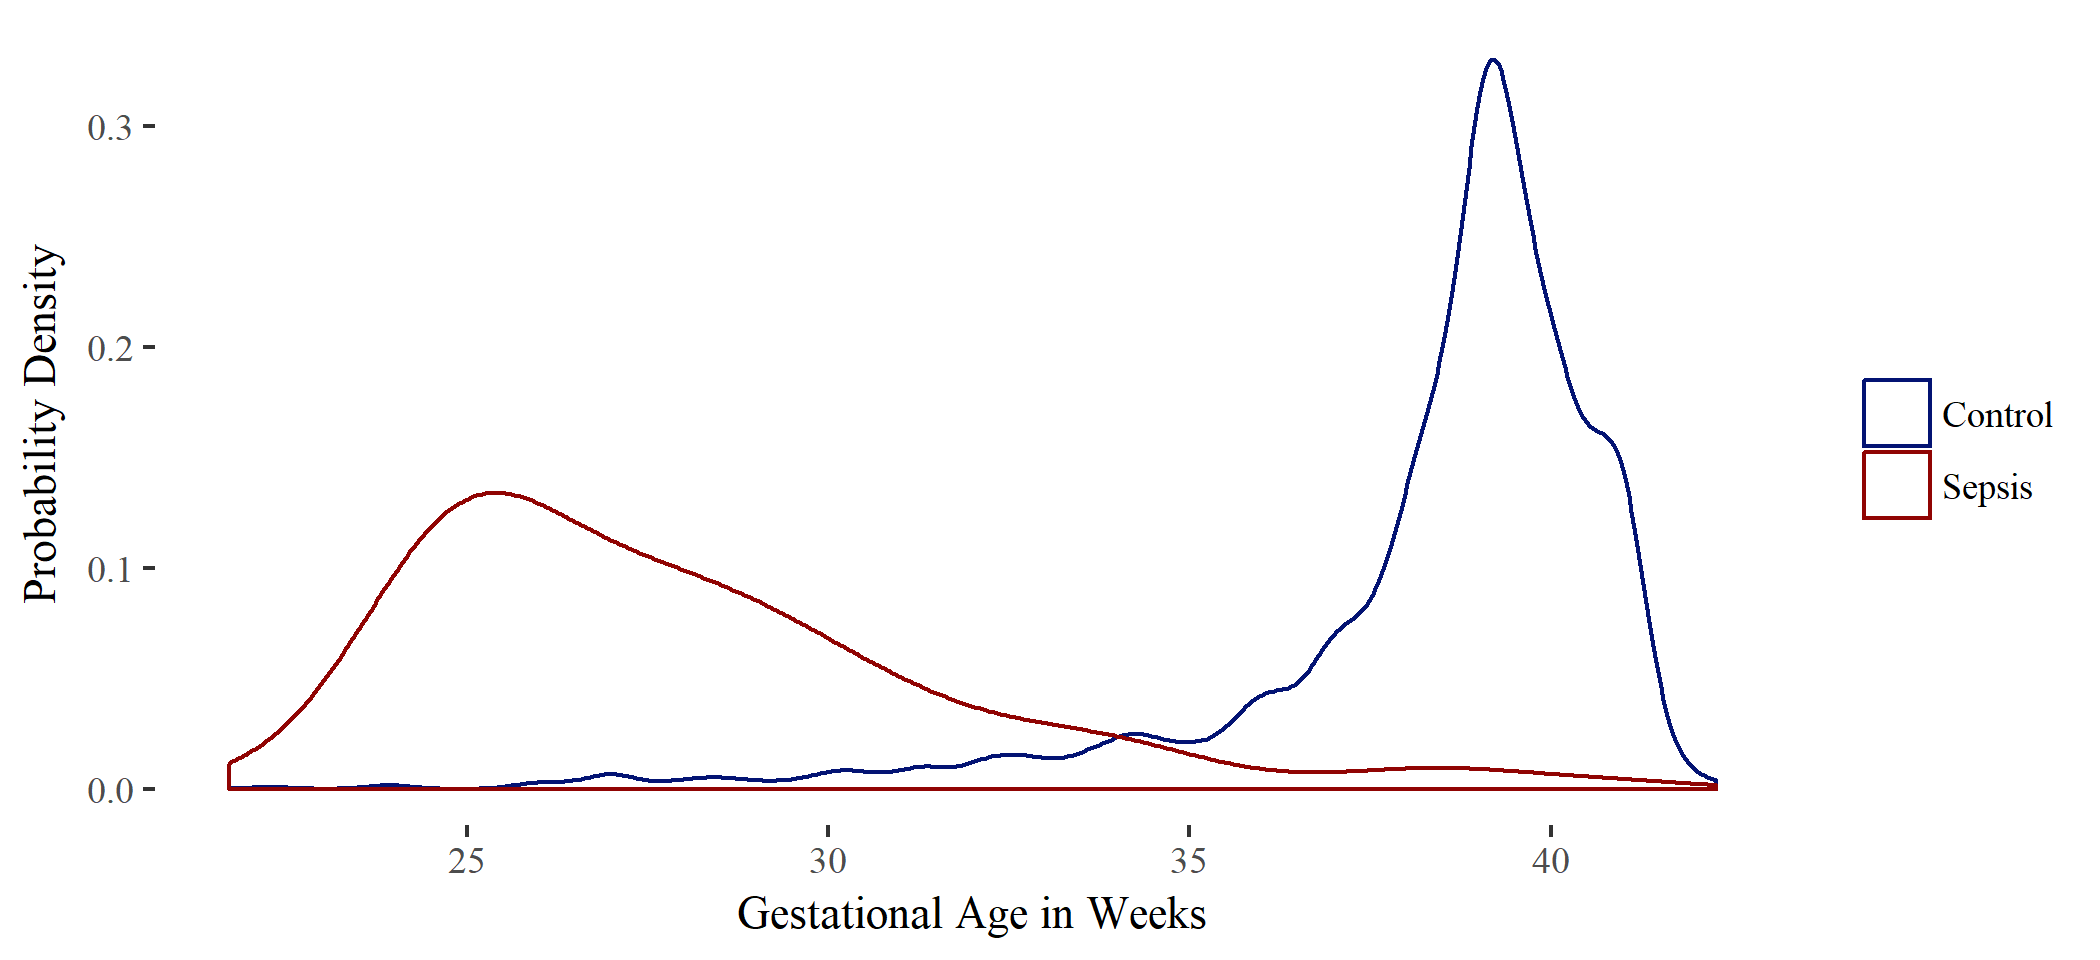 Probability Density
0.3
0.2
0.1
0.0
25 30 35 40
Gestational Age in Weeks
Control
Sepsis